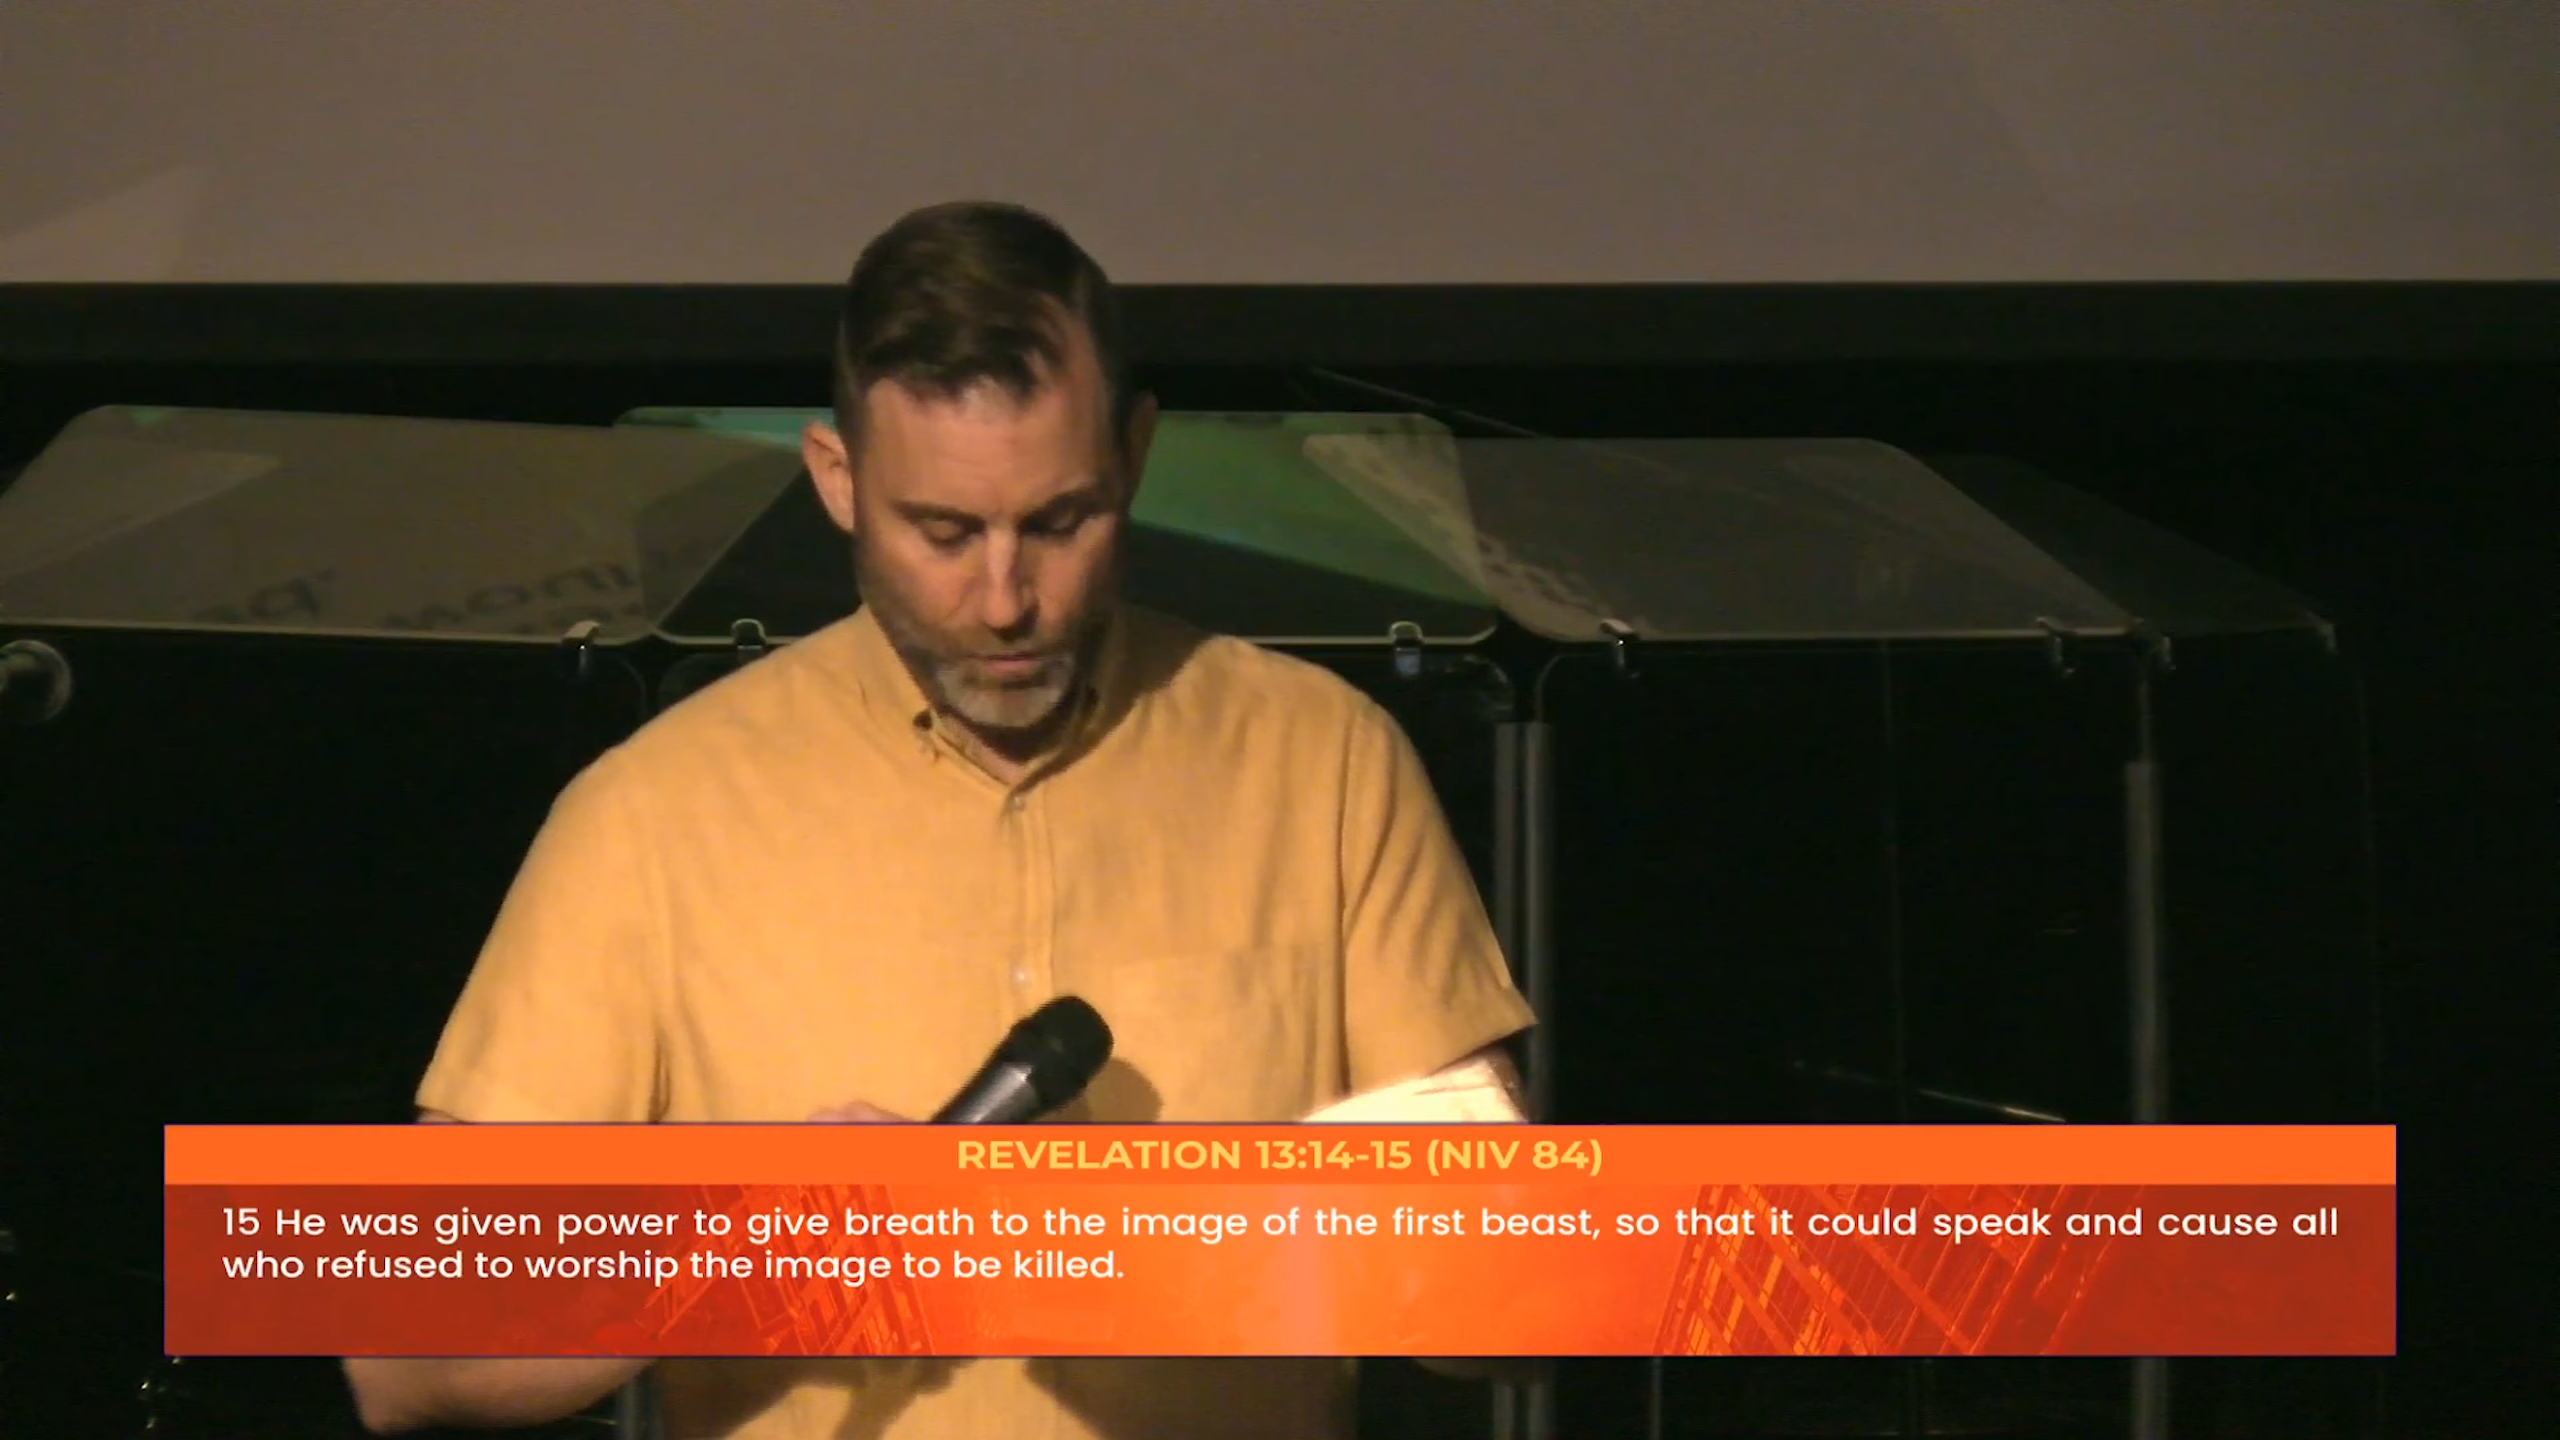 REVELATION 13:14-15 (NIV 84)
15 He was given power to give breath to the image of the first beast, so that it could speak and cause all
who refused to worship the image to be killed.